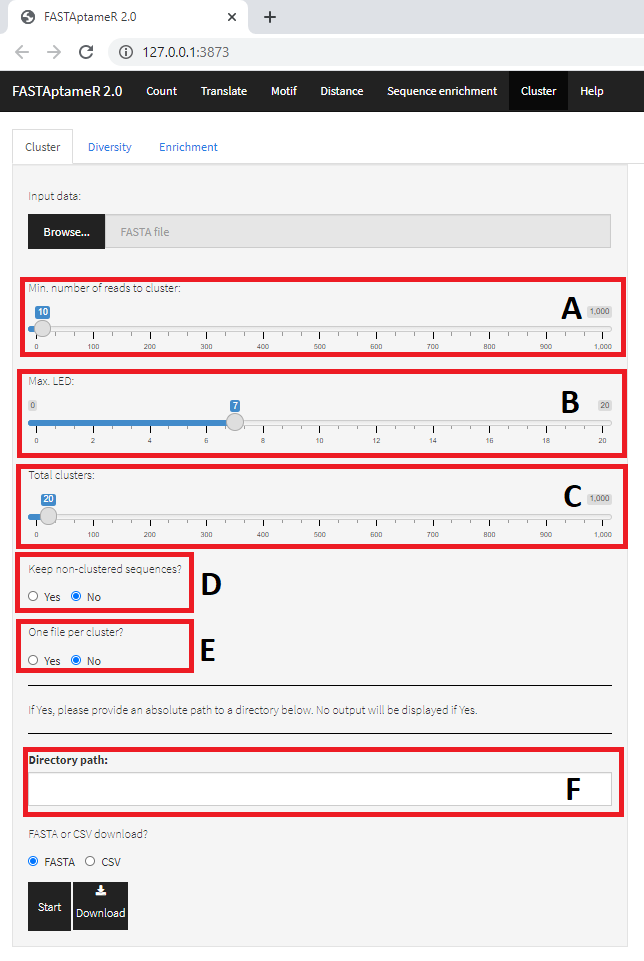 FASTAptameR 2.0
127.0.0.1:3873
FASTAptameR 2.0 Count Translate Motif Distance Sequence enrichment Cluster Help
Cluster Diversity Enrichment
Input data:
Browse... FASTA file
Min. number of reads to cluster:
A
10 1,000
0 100 200 300 400 500 600 700 800 900 1,000
Max. LED:
B
0 7 20
0 2 4 6 8 10 12 14 16 18 20
Total clusters:
C
20 1,000
0 100 200 300 400 500 600 700 800 900 1,000
Keep non-clustered sequences?
D
Yes No
One file per cluster?
E
Yes No
If Yes, please provide an absolute path to a directory below. No output will be displayed if Yes.
Directory path:
F
FASTA or CSV download?
FASTA CSV
Start Download